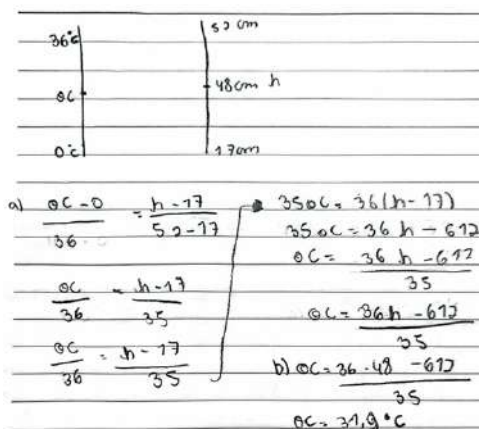 36°c 52 cm
θC 48cm h
0°c 17cm
a) θC - 0 / 36 - 0 = h - 17 / 52 - 17
θC / 36 = h - 17 / 35
θC / 36 = h - 17 / 35
35θC = 36(h - 17)
35θC = 36h - 612
θC = 36h - 612 / 35
θC = 36h - 612 / 35
b) θC = 36 . 48 - 612 / 35
θC = 31,9°C